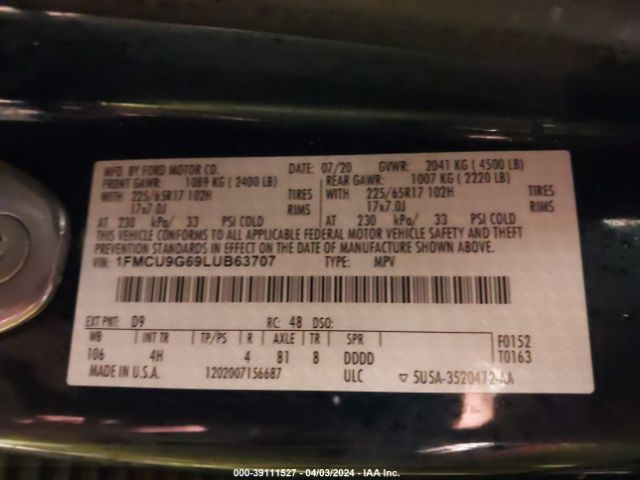 MFD. BY FORD MOTOR CO. DATE: 07/20 GVWR: 2041 KG ( 4500 LB)
FRONT GAWR: 1089 KG ( 2400 LB) REAR GAWR: 1007 KG ( 2220 LB)
WITH 225/65R17 102H TIRES WITH 225/65R17 102H TIRES
17x7.0J RIMS 17x7.0J RIMS
AT 230 kPa/ 33 PSI COLD AT 230 kPa/ 33 PSI COLD
THIS VEHICLE CONFORMS TO ALL APPLICABLE FEDERAL MOTOR VEHICLE SAFETY AND THEFT
PREVENTION STANDARDS IN EFFECT ON THE DATE OF MANUFACTURE SHOWN ABOVE.
VIN: 1FMCU9G69LUB63707 TYPE: MPV
EXT PNT: D9 RC: 48 DSO:
WB INT TR TP/PS R AXLE TR SPR F0152
106 4H 4 81 8 DDDD T0163
MADE IN U.S.A. 1202007156687 ULC ▽ 5U5A-3520472-AA
000-39111527 - 04/03/2024 - IAA Inc.